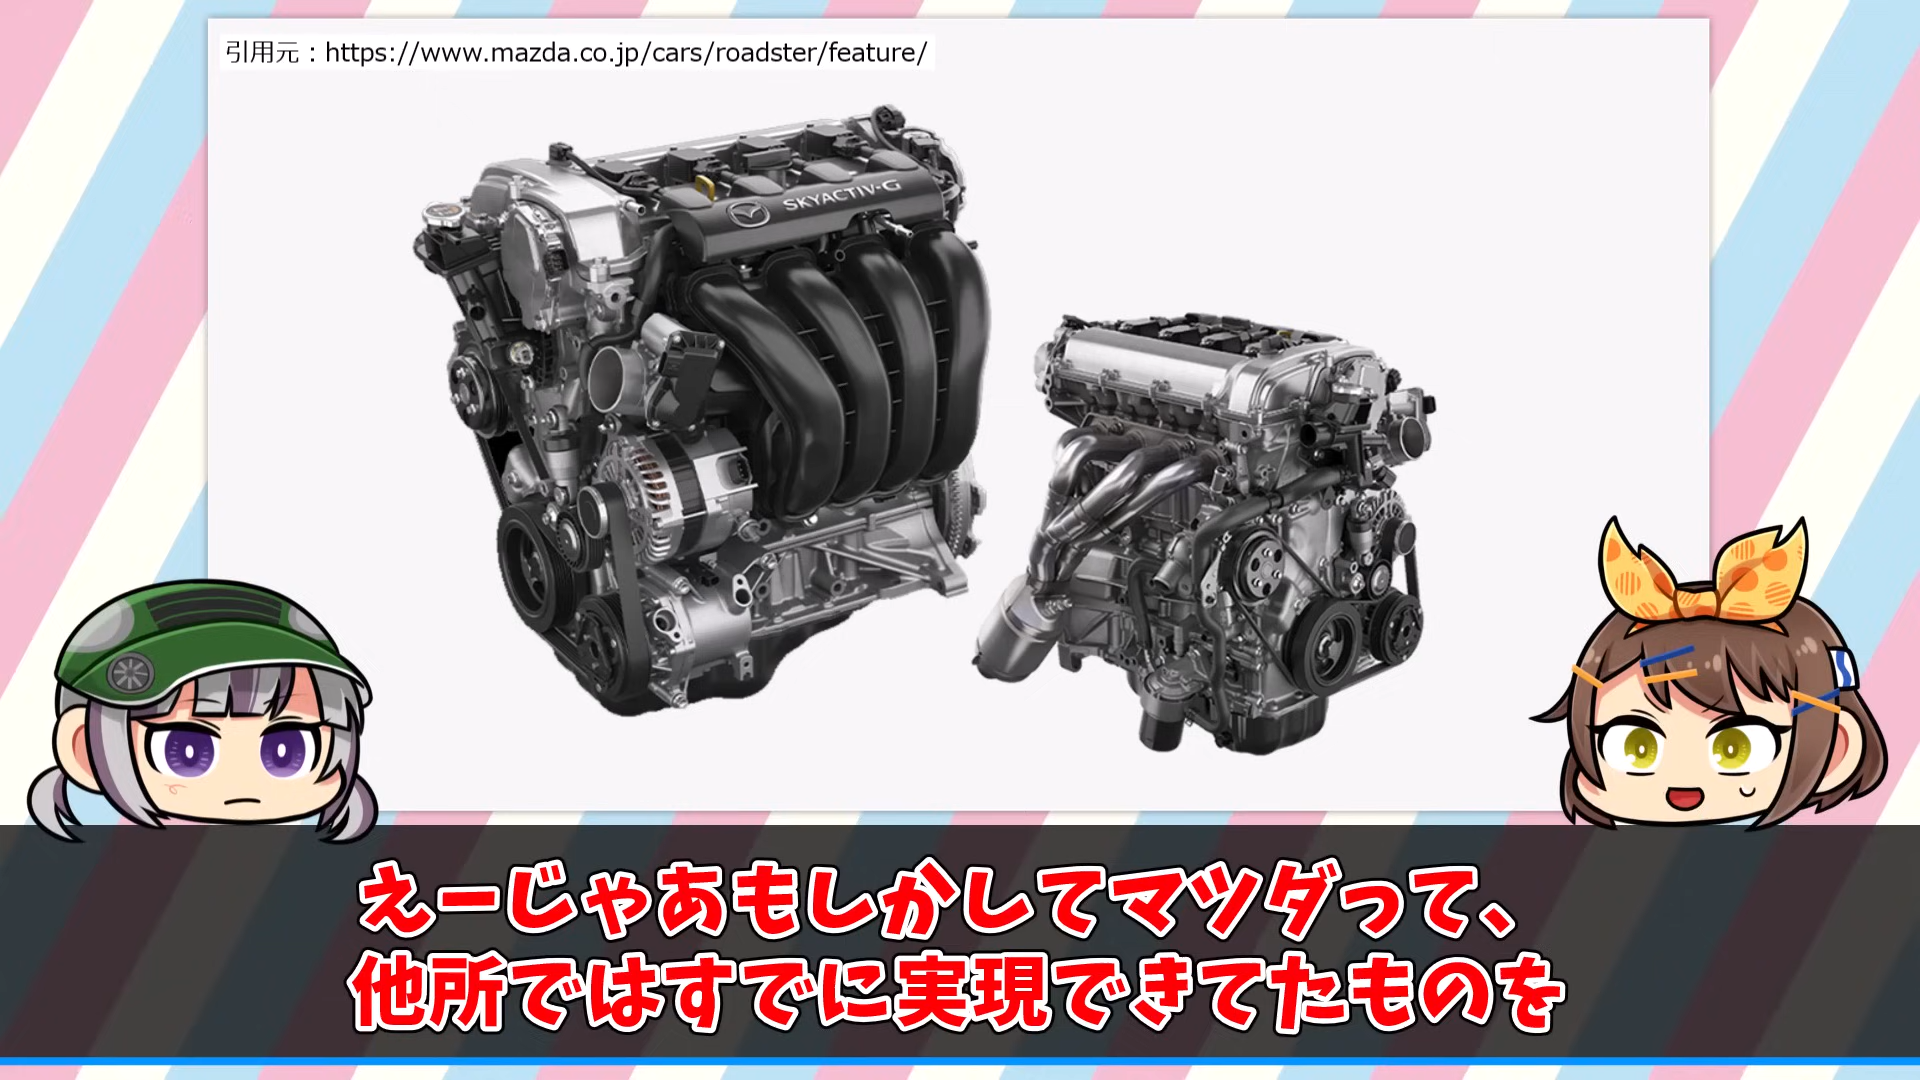 引用元：https://www.mazda.co.jp/cars/roadster/feature/
SKYACTIV-G
えーじゃあもしかしてマツダって、
他所ではすでに実現できてたものを